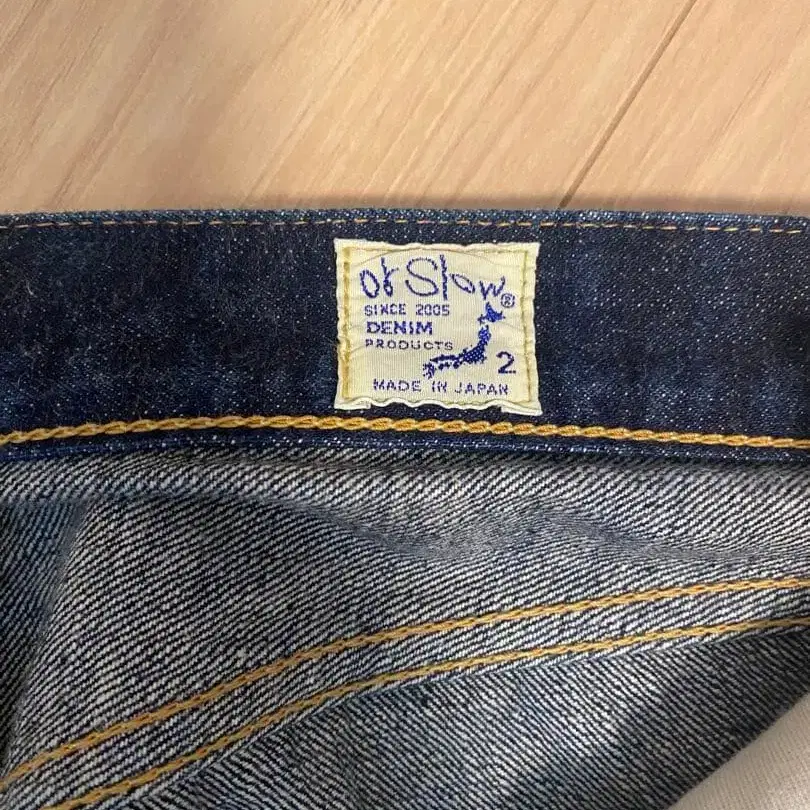 or Slow®
SINCE 2005
DENIM
PRODUCTS
2
MADE IN JAPAN